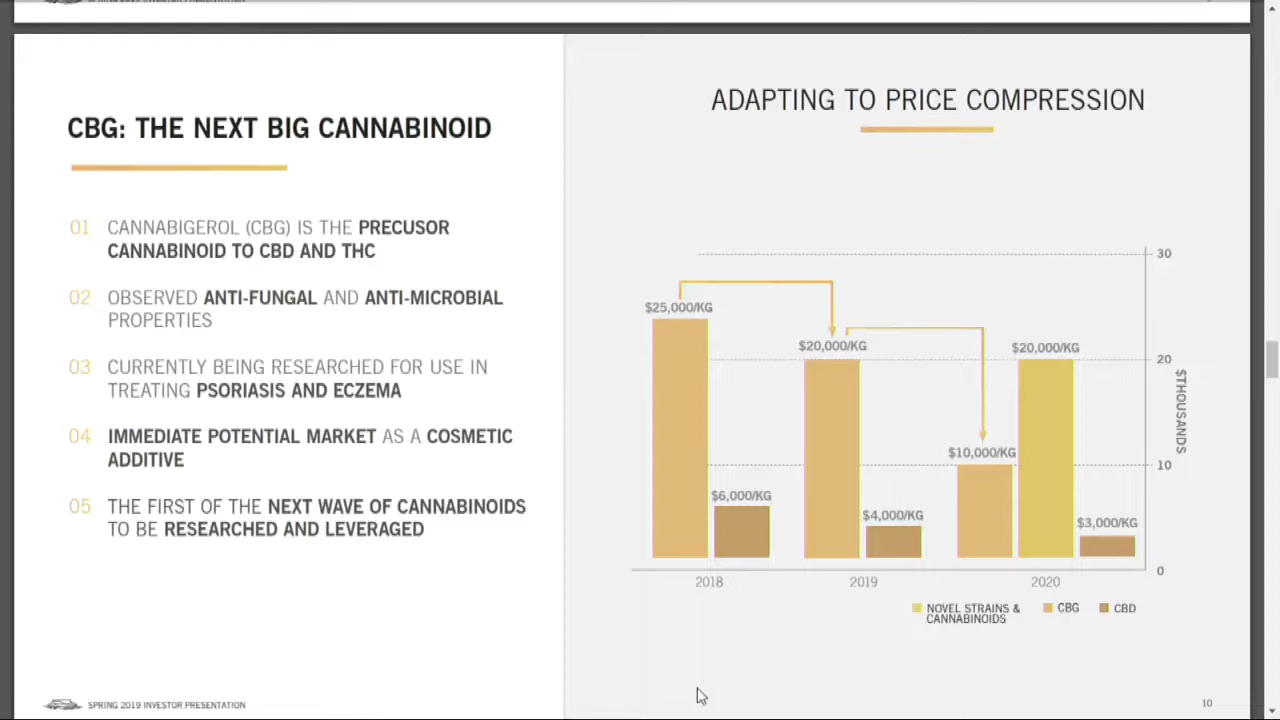 CBG: THE NEXT BIG CANNABINOID
01 CANNABIGEROL (CBG) IS THE PRECUSOR
CANNABINOID TO CBD AND THC
02 OBSERVED ANTI-FUNGAL AND ANTI-MICROBIAL
PROPERTIES
03 CURRENTLY BEING RESEARCHED FOR USE IN
TREATING PSORIASIS AND ECZEMA
04 IMMEDIATE POTENTIAL MARKET AS A COSMETIC
ADDITIVE
05 THE FIRST OF THE NEXT WAVE OF CANNABINOIDS
TO BE RESEARCHED AND LEVERAGED
SPRING 2019 INVESTOR PRESENTATION
ADAPTING TO PRICE COMPRESSION
30
$25,000/KG
$20,000/KG
$20,000/KG
20
$THOUSANDS
$10,000/KG
10
$6,000/KG
$4,000/KG
$3,000/KG
0
2018
2019
2020
NOVEL STRAINS &
CANNABINOIDS
CBG
CBD
10